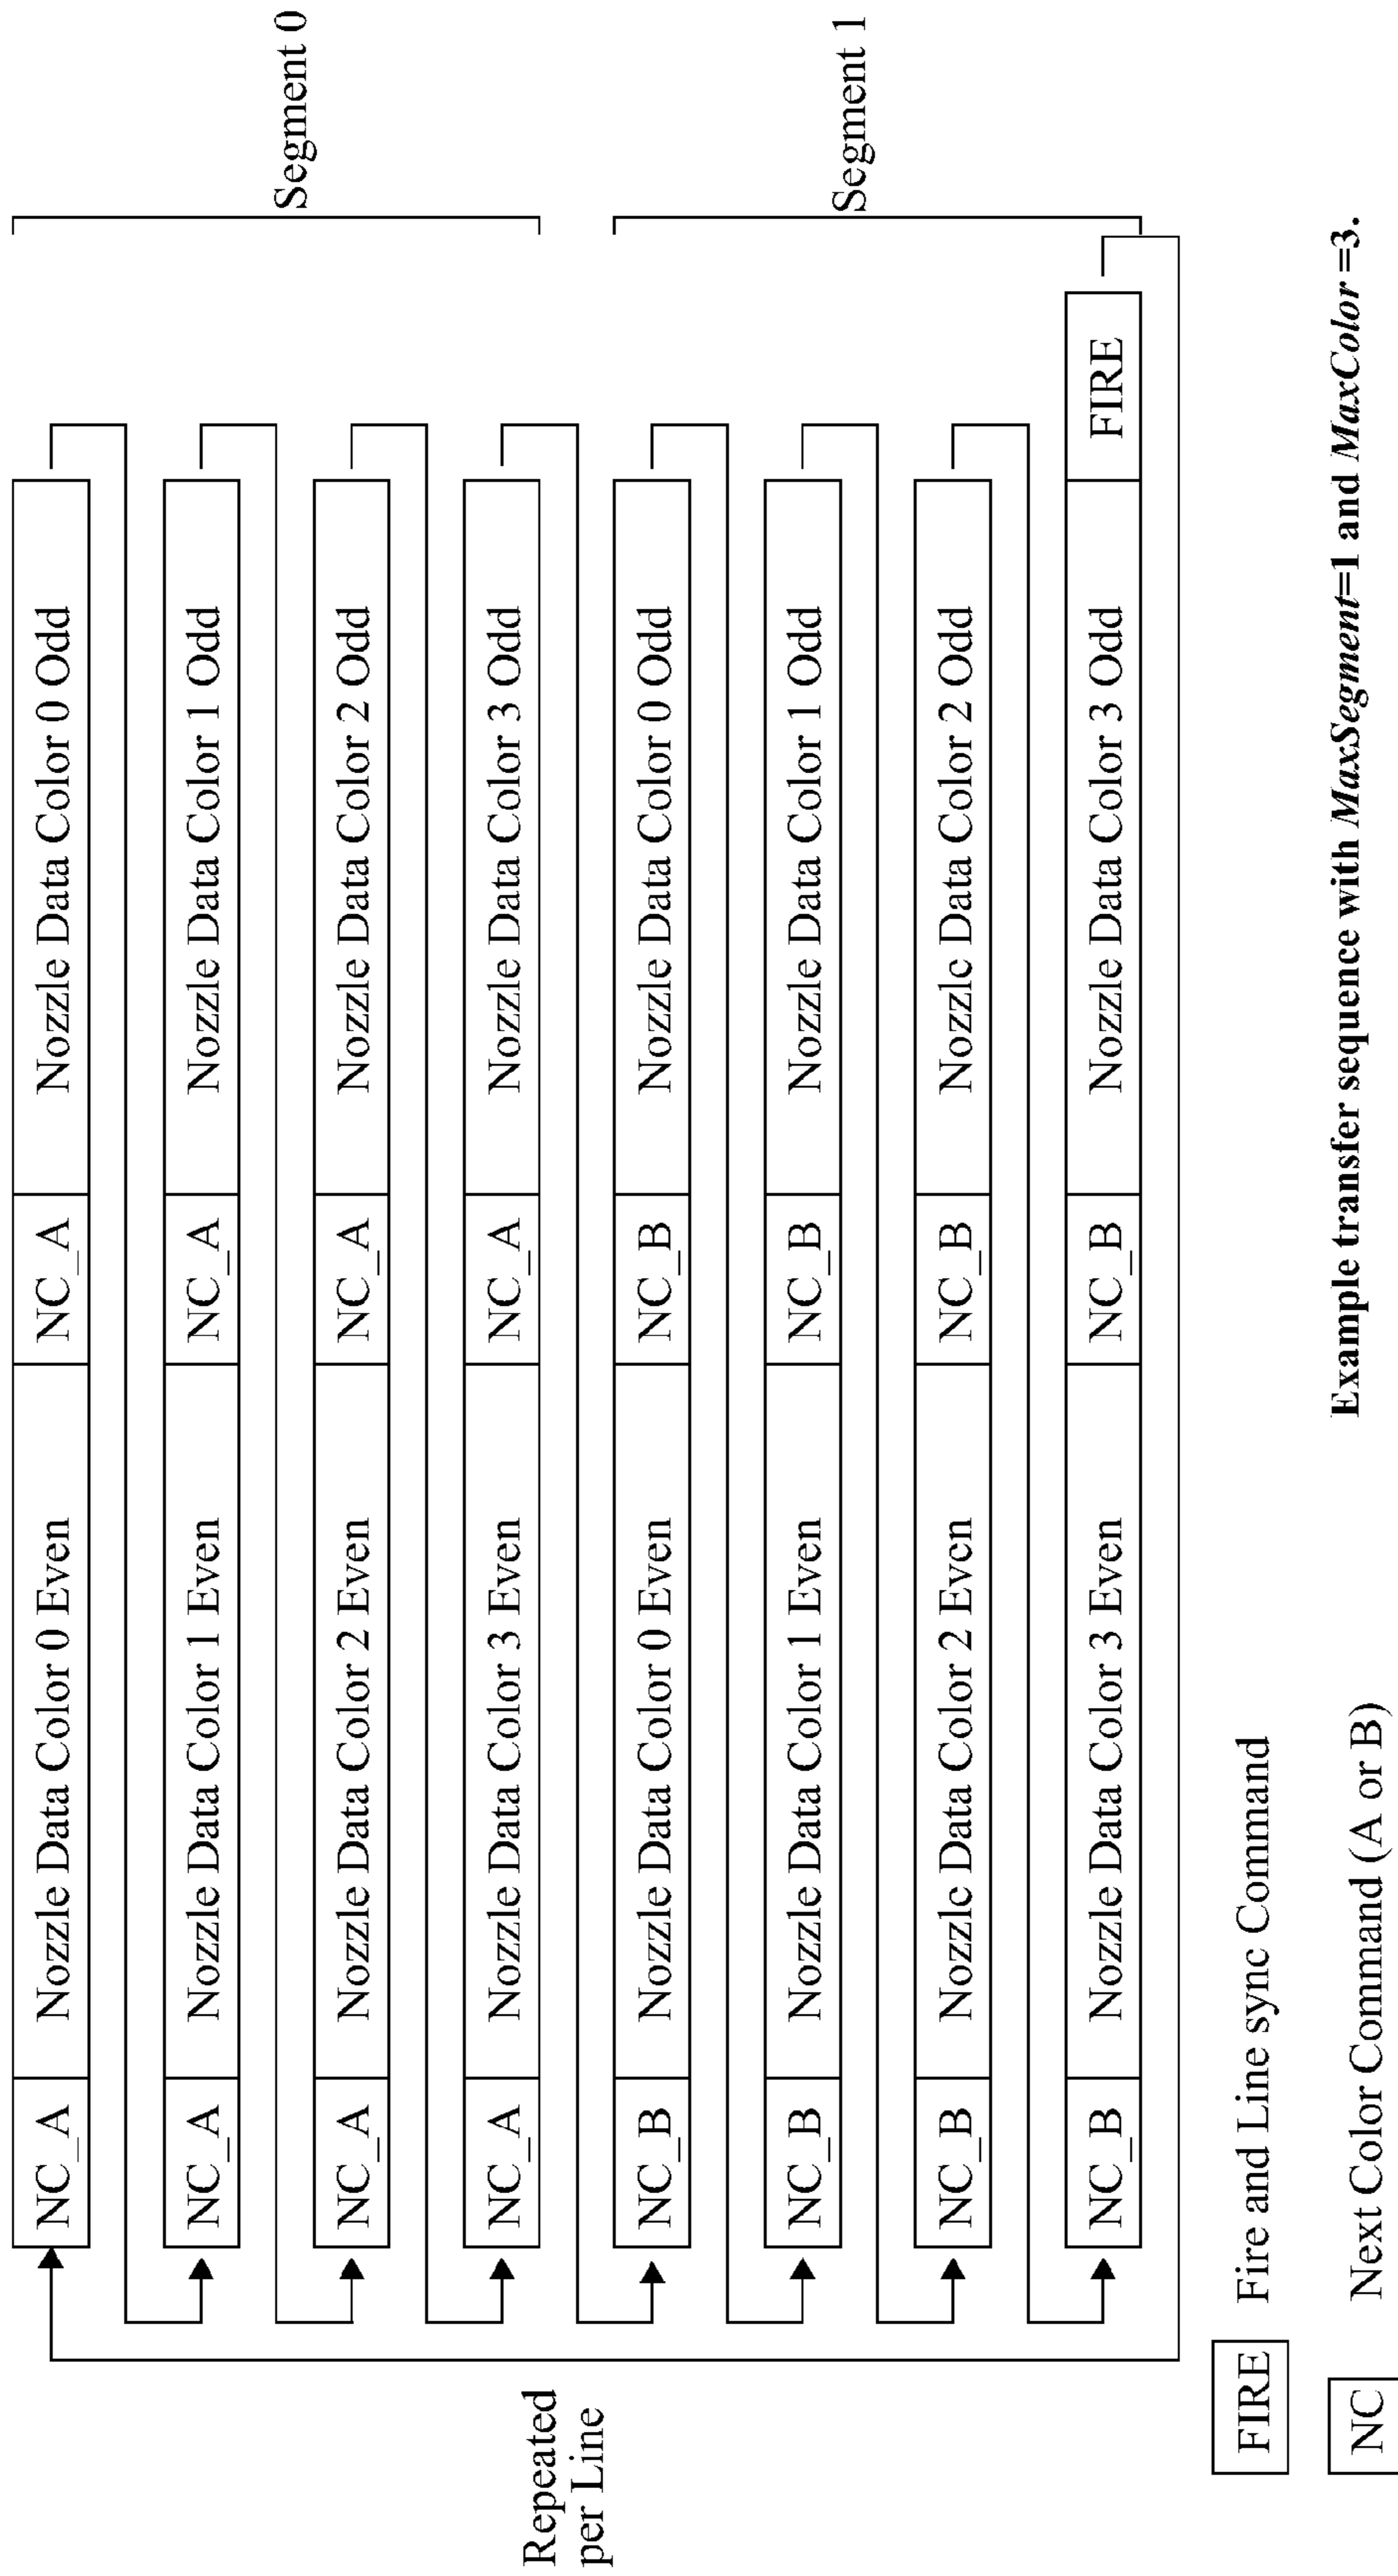 NC_A Nozzle Data Color 0 Even NC_A Nozzle Data Color 0 Odd
NC_A Nozzle Data Color 1 Even NC_A Nozzle Data Color 1 Odd
NC_A Nozzle Data Color 2 Even NC_A Nozzle Data Color 2 Odd
NC_A Nozzle Data Color 3 Even NC_A Nozzle Data Color 3 Odd
Segment 0
NC_B Nozzle Data Color 0 Even NC_B Nozzle Data Color 0 Odd
NC_B Nozzle Data Color 1 Even NC_B Nozzle Data Color 1 Odd
NC_B Nozzle Data Color 2 Even NC_B Nozzle Data Color 2 Odd
NC_B Nozzle Data Color 3 Even NC_B Nozzle Data Color 3 Odd FIRE
Segment 1
Repeated
per Line
FIRE Fire and Line sync Command
NC Next Color Command (A or B)
Example transfer sequence with MaxSegment=1 and MaxColor =3.